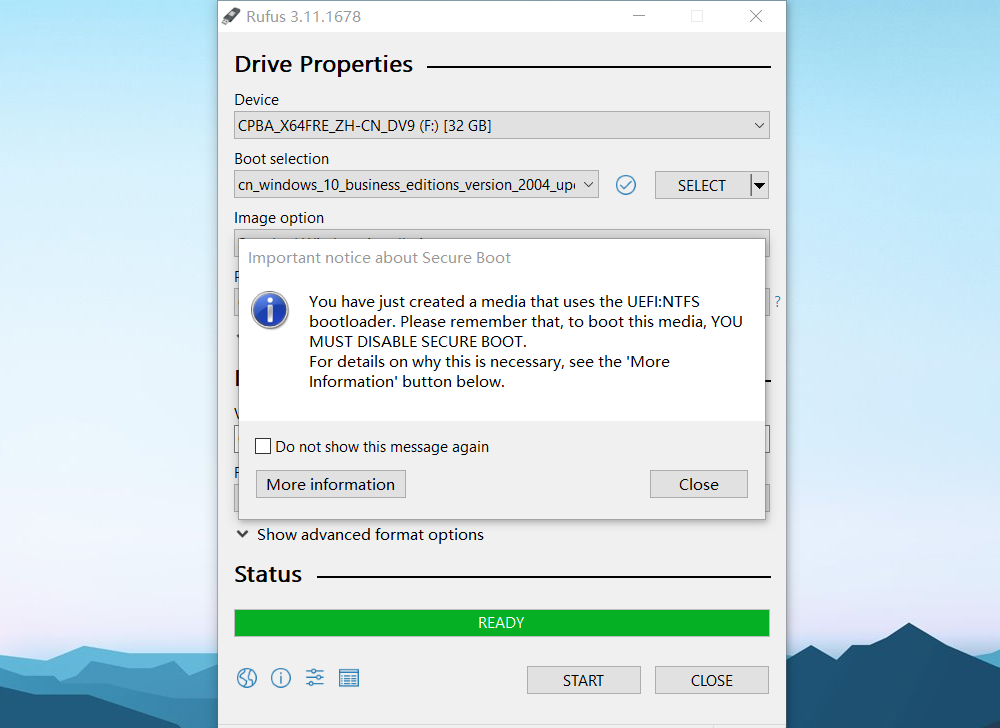 Rufus 3.11.1678
Drive Properties
Device
CPBA_X64FRE_ZH-CN_DV9 (F:) [32 GB]
Boot selection
cn_windows_10_business_editions_version_2004_up
SELECT
Image option
Important notice about Secure Boot
You have just created a media that uses the UEFI:NTFS
bootloader. Please remember that, to boot this media, YOU
MUST DISABLE SECURE BOOT.
For details on why this is necessary, see the 'More
Information' button below.
?
Do not show this message again
More information
Close
Show advanced format options
Status
READY
START
CLOSE